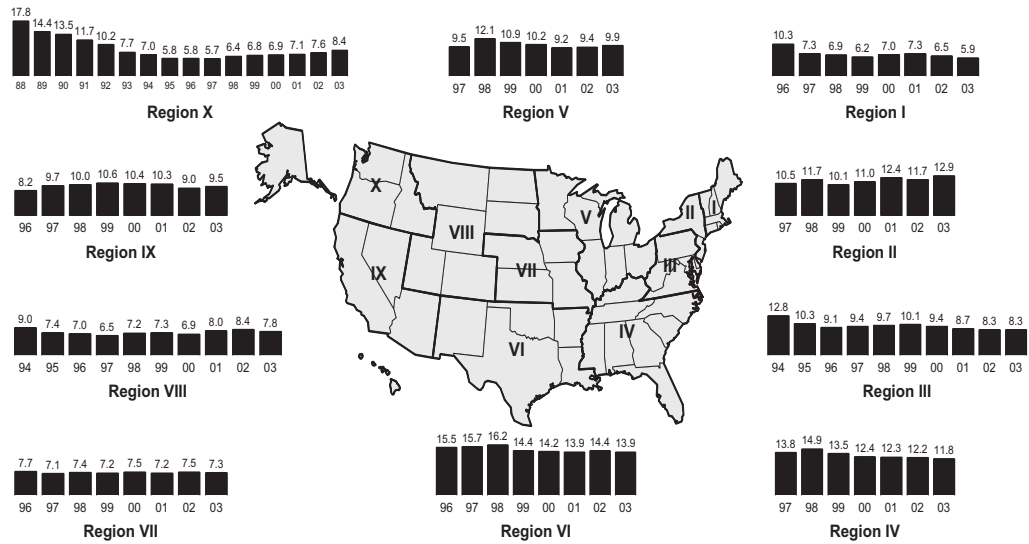 17.8 14.4 13.5 11.7 10.2 7.7 7.0 5.8 5.8 5.7 6.4 6.8 6.9 7.1 7.6 8.4
88 89 90 91 92 93 94 95 96 97 98 99 00 01 02 03
Region X
9.5 12.1 10.9 10.2 9.2 9.4 9.9
97 98 99 00 01 02 03
Region V
10.3 7.3 6.9 6.2 7.0 7.3 6.5 5.9
96 97 98 99 00 01 02 03
Region I
8.2 9.7 10.0 10.6 10.4 10.3 9.0 9.5
96 97 98 99 00 01 02 03
Region IX
10.5 11.7 10.1 11.0 12.4 11.7 12.9
97 98 99 00 01 02 03
Region II
X
VIII
V
II
I
IX
VII
III
VI
IV
9.0 7.4 7.0 6.5 7.2 7.3 6.9 8.0 8.4 7.8
94 95 96 97 98 99 00 01 02 03
Region VIII
12.8 10.3 9.1 9.4 9.7 10.1 9.4 8.7 8.3 8.3
94 95 96 97 98 99 00 01 02 03
Region III
7.7 7.1 7.4 7.2 7.5 7.2 7.5 7.3
96 97 98 99 00 01 02 03
Region VII
15.5 15.7 16.2 14.4 14.2 13.9 14.4 13.9
96 97 98 99 00 01 02 03
Region VI
13.8 14.9 13.5 12.4 12.3 12.2 11.8
97 98 99 00 01 02 03
Region IV